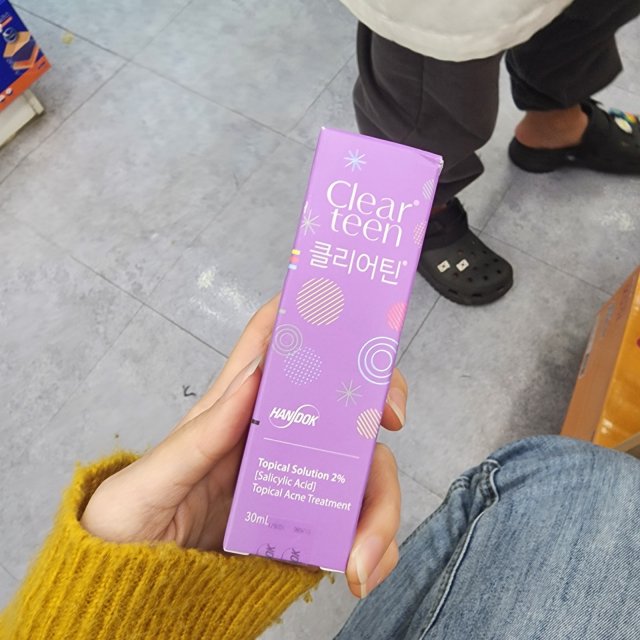 Clear®
teen
클리어틴®
HANDOK
Topical Solution 2%
[Salicylic Acid]
Topical Acne Treatment
30mL